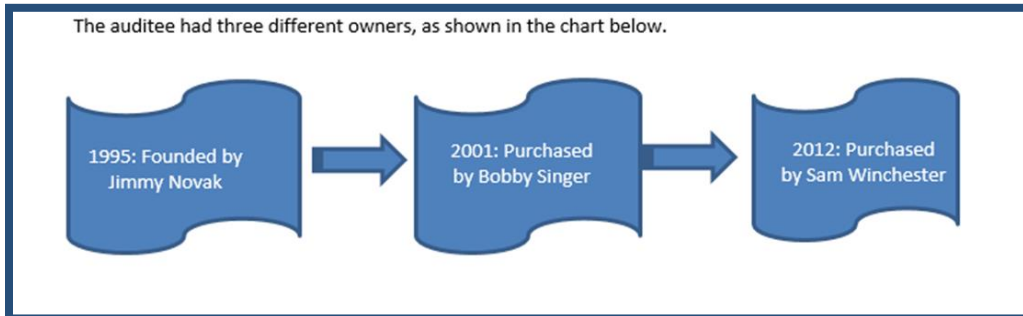 The auditee had three different owners, as shown in the chart below.
1995: Founded by
Jimmy Novak
2001: Purchased
by Bobby Singer
2012: Purchased
by Sam Winchester